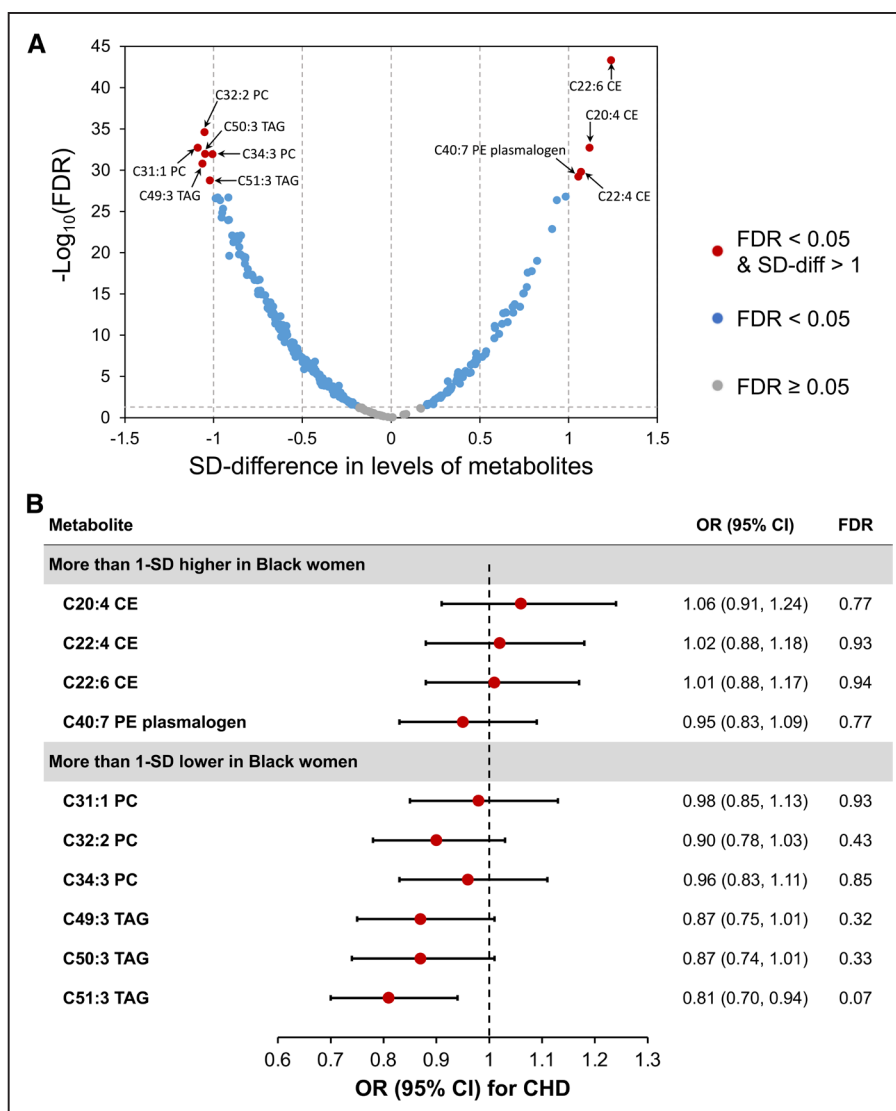 A
45
40
35
30
25
20
15
10
5
0
-Log10(FDR)
-1.5 -1 -0.5 0 0.5 1 1.5
SD-difference in levels of metabolites
C32:2 PC
C50:3 TAG
C34:3 PC
C31:1 PC
C49:3 TAG
C51:3 TAG
C22:6 CE
C20:4 CE
C40:7 PE plasmalogen
C22:4 CE
FDR < 0.05
& SD-diff > 1
FDR < 0.05
FDR ≥ 0.05
B
Metabolite OR (95% CI) FDR
More than 1-SD higher in Black women
C20:4 CE 1.06 (0.91, 1.24) 0.77
C22:4 CE 1.02 (0.88, 1.18) 0.93
C22:6 CE 1.01 (0.88, 1.17) 0.94
C40:7 PE plasmalogen 0.95 (0.83, 1.09) 0.77
More than 1-SD lower in Black women
C31:1 PC 0.98 (0.85, 1.13) 0.93
C32:2 PC 0.90 (0.78, 1.03) 0.43
C34:3 PC 0.96 (0.83, 1.11) 0.85
C49:3 TAG 0.87 (0.75, 1.01) 0.32
C50:3 TAG 0.87 (0.74, 1.01) 0.33
C51:3 TAG 0.81 (0.70, 0.94) 0.07
0.6 0.7 0.8 0.9 1 1.1 1.2 1.3
OR (95% CI) for CHD